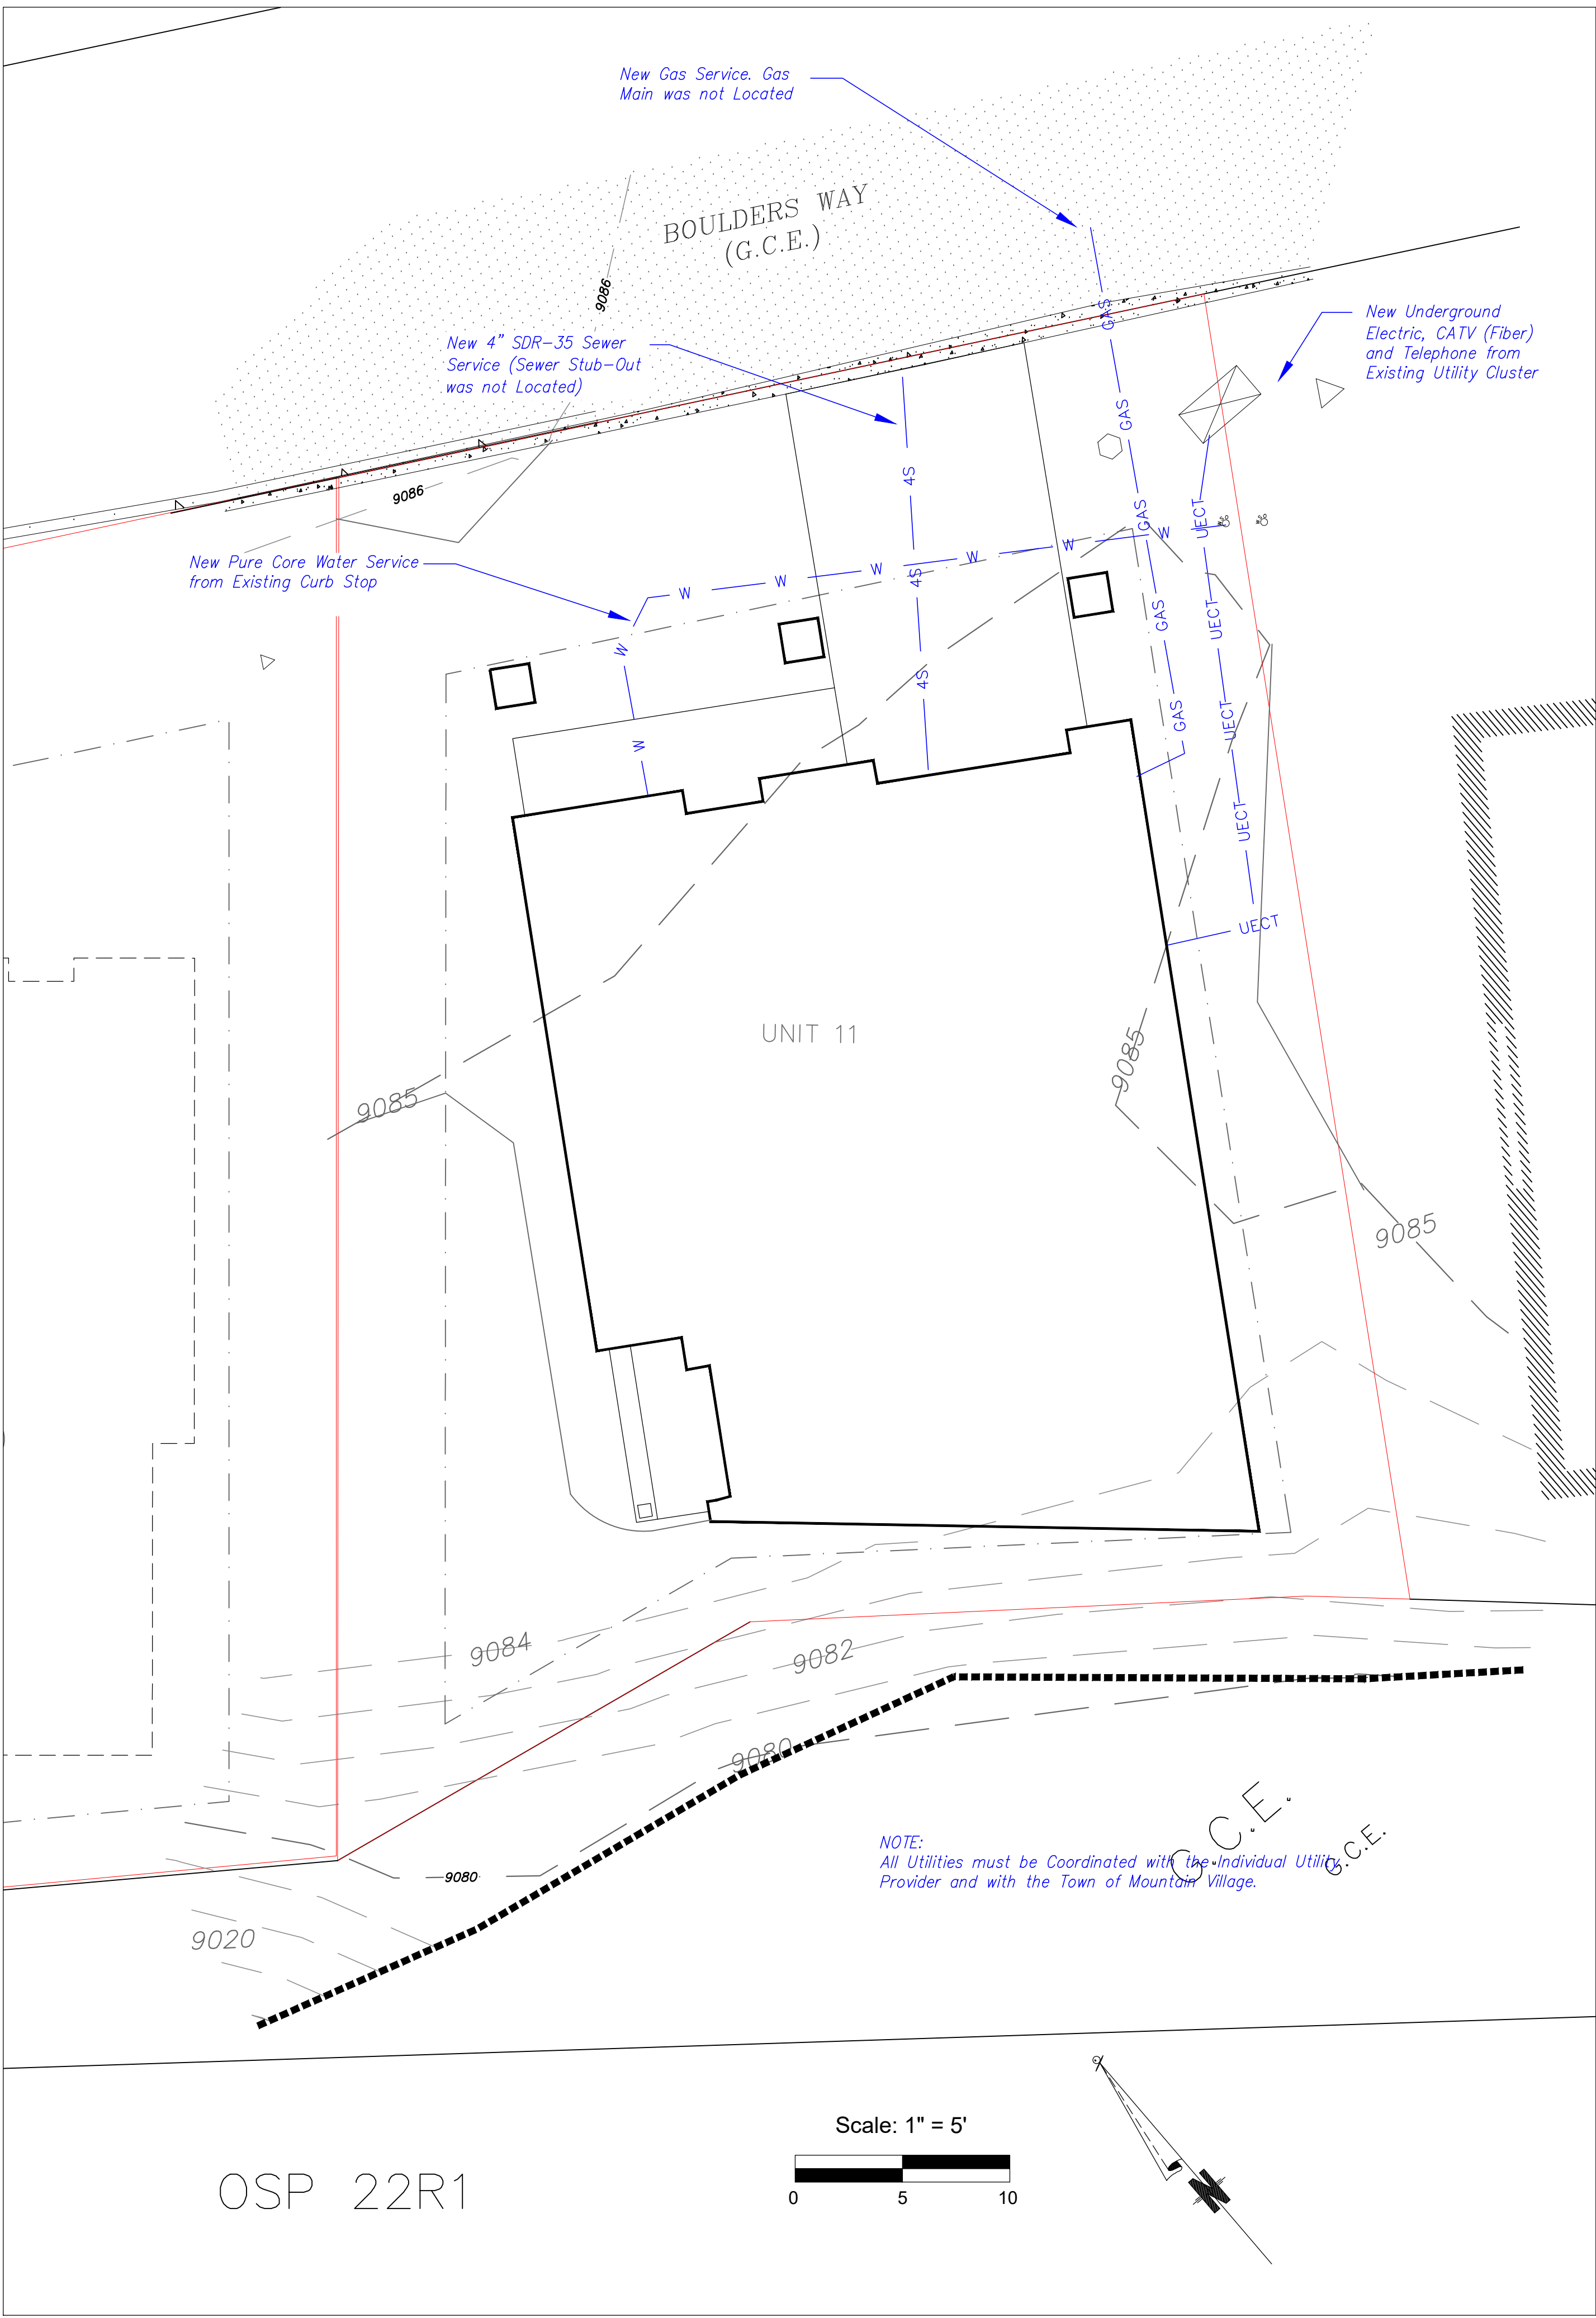 New Gas Service. Gas
Main was not Located
BOULDERS WAY
(G.C.E.)
9086
GAS
New 4" SDR-35 Sewer
Service (Sewer Stub-Out
was not Located)
New Underground
Electric, CATV (Fiber)
and Telephone from
Existing Utility Cluster
GAS
4S
9086
GAS
UECT
New Pure Core Water Service
from Existing Curb Stop
W W W W W W
4S
GAS
UECT
W
4S
GAS
UECT
W
UECT
UECT
UNIT 11
9085
9085
9085
9084
9082
9080
G.C.E.
G.C.E.
NOTE:
All Utilities must be Coordinated with the Individual Utility
Provider and with the Town of Mountain Village.
9080
9020
Scale: 1" = 5'
0 5 10
N
OSP 22R1